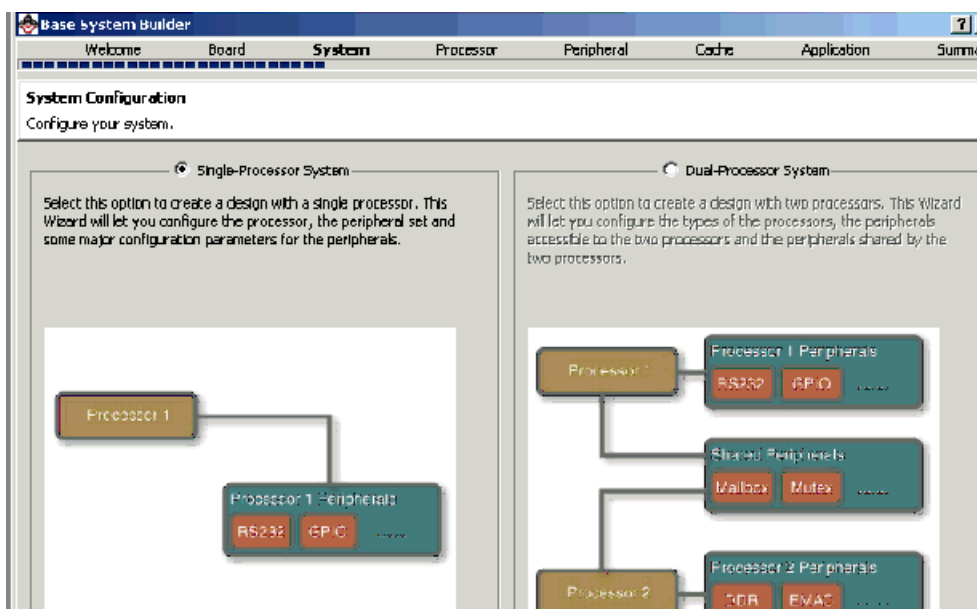 Base System Builder
?
Welcome Board System Processor Peripheral Cache Application Summa
System Configuration
Configure your system.
Single-Processor System
Select this option to create a design with a single processor. This
Wizard will let you configure the processor, the peripheral set and
some major configuration parameters for the peripherals.
Processor 1
Processor 1 Peripherals
RS232 GPIO ......
Dual-Processor System
Select this option to create a design with two processors. This Wizard
will let you configure the types of the processors, the peripherals
accessible to the two processors and the peripherals shared by the
two processors.
Processor 1
Processor 1 Peripherals
RS232 GPIO ......
Shared Peripherals
Mailbox Mutex ......
Processor 2
Processor 2 Peripherals
DDR EMAC ......